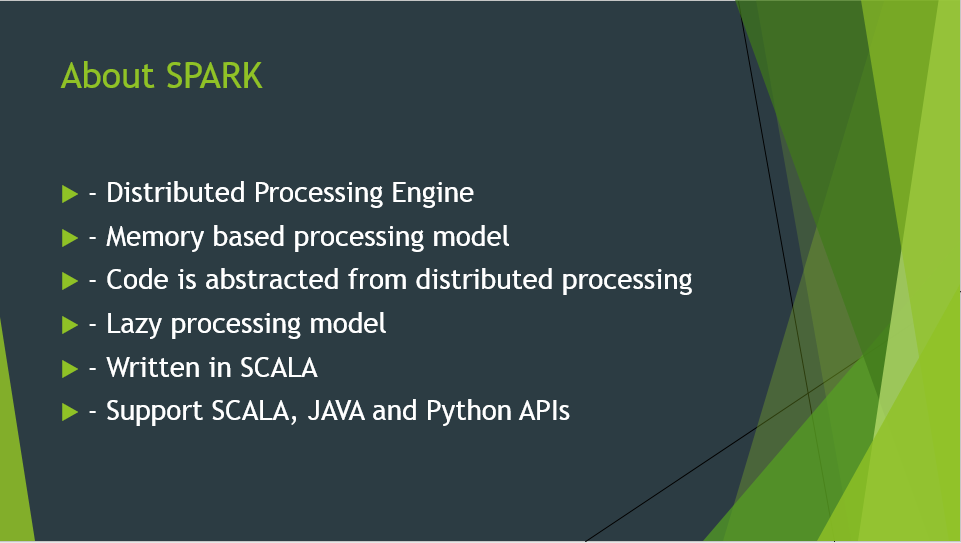 About SPARK
- Distributed Processing Engine
- Memory based processing model
- Code is abstracted from distributed processing
- Lazy processing model
- Written in SCALA
- Support SCALA, JAVA and Python APIs